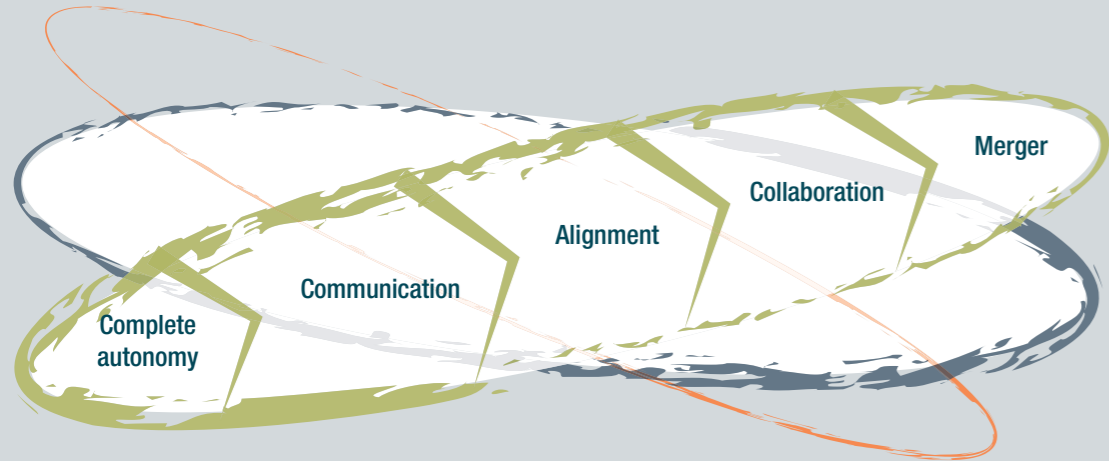 Complete
autonomy
Communication
Alignment
Collaboration
Merger